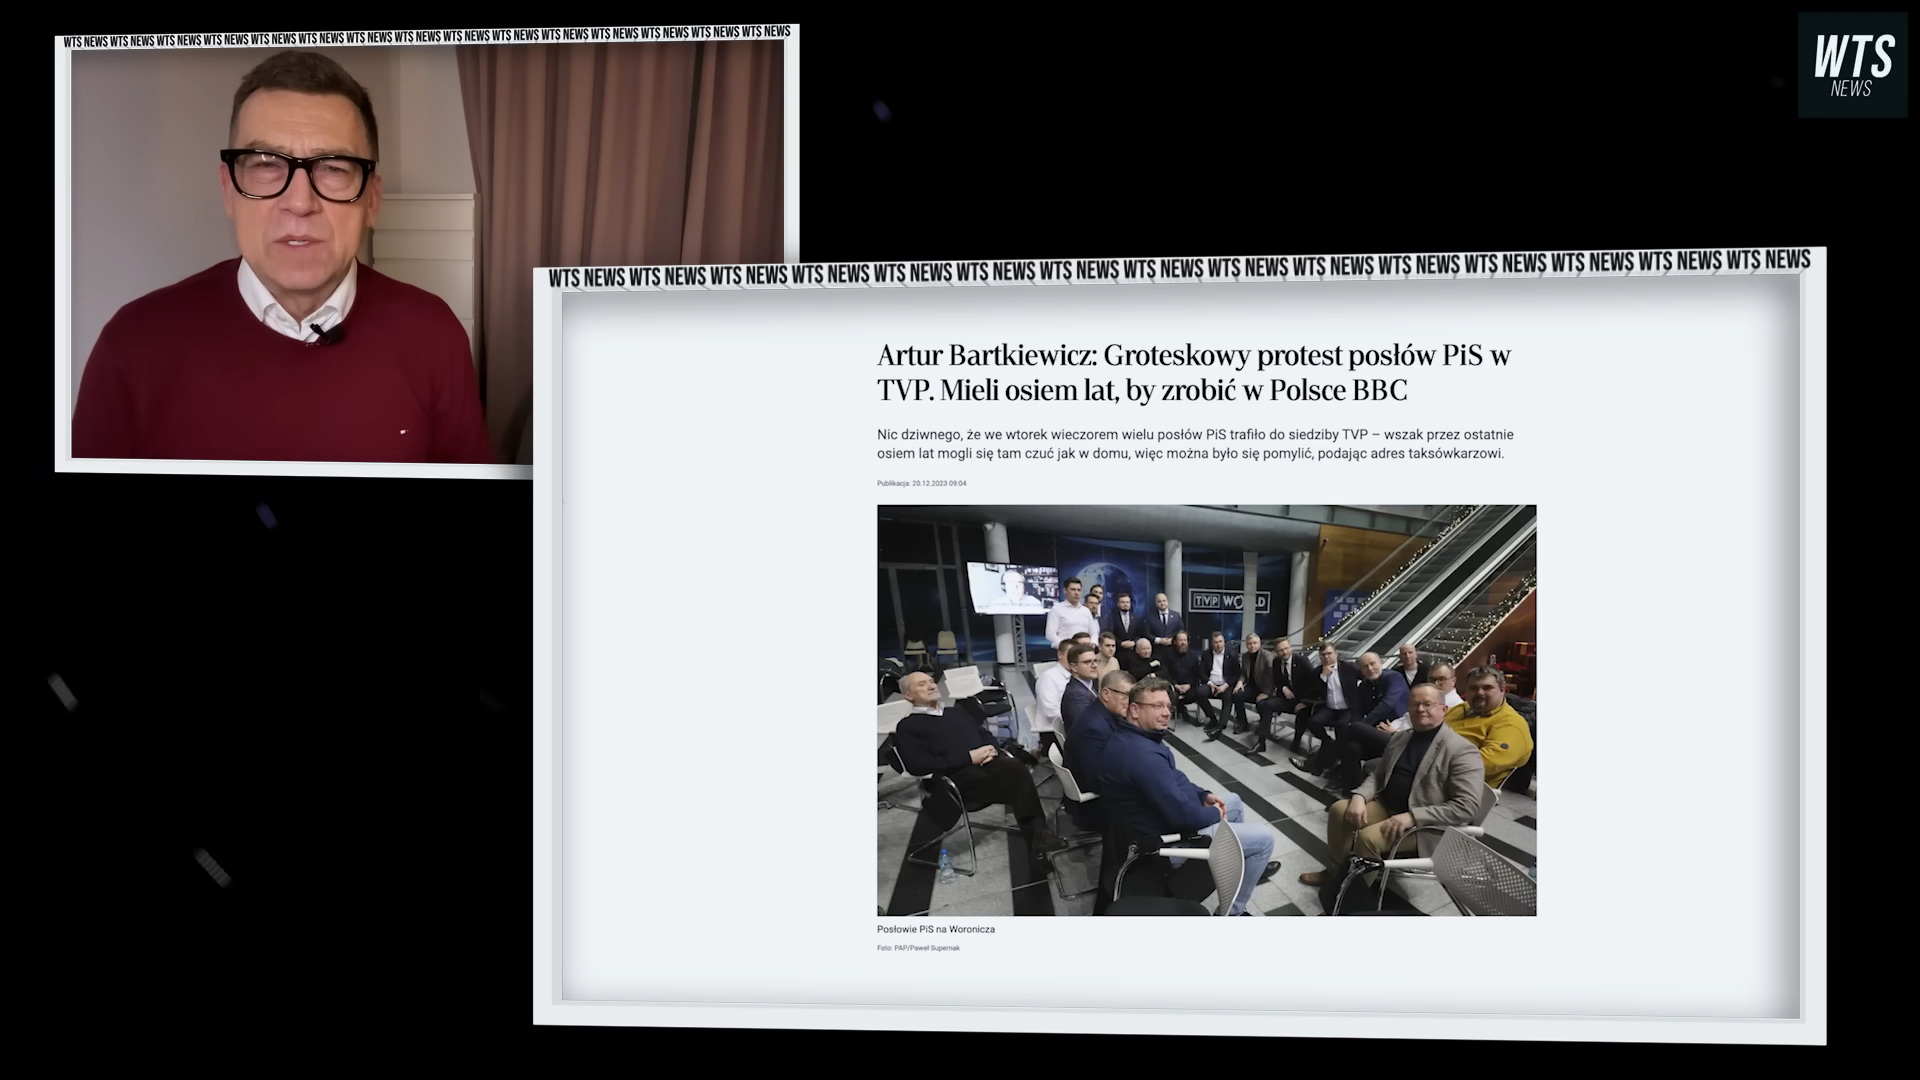 WTS NEWS WTS NEWS WTS NEWS WTS NEWS WTS NEWS WTS NEWS WTS NEWS WTS NEWS WTS NEWS WTS NEWS WTS NEWS WTS NEWS WTS NEWS WTS NEWS WTS NEWS WTS NEWS
WTS
NEWS
WTS NEWS WTS NEWS WTS NEWS WTS NEWS WTS NEWS WTS NEWS WTS NEWS WTS NEWS WTS NEWS WTS NEWS WTS NEWS WTS NEWS WTS NEWS WTS NEWS WTS NEWS
Artur Bartkiewicz: Groteskowy protest posłów PiS w
TVP. Mieli osiem lat, by zrobić w Polsce BBC
Nic dziwnego, że we wtorek wieczorem wielu posłów PiS trafiło do siedziby TVP – wszak przez ostatnie
osiem lat mogli się tam czuć jak w domu, więc można było się pomylić, podając adres taksówkarzowi.
Publikacja: 20.12.2023 09:04
TVP WORLD
Posłowie PiS na Woronicza
Foto: PAP/Paweł Supernak